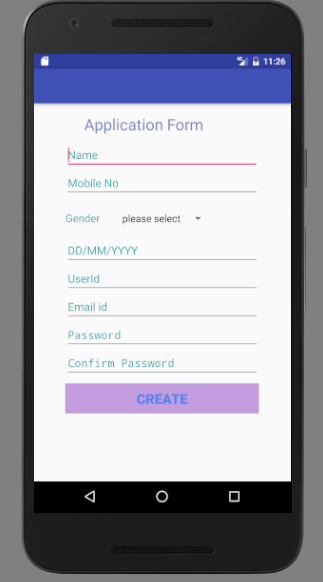 11:26
Application Form
Name
Mobile No
Gender please select
DD/MM/YYYY
UserId
Email id
Password
Confirm Password
CREATE